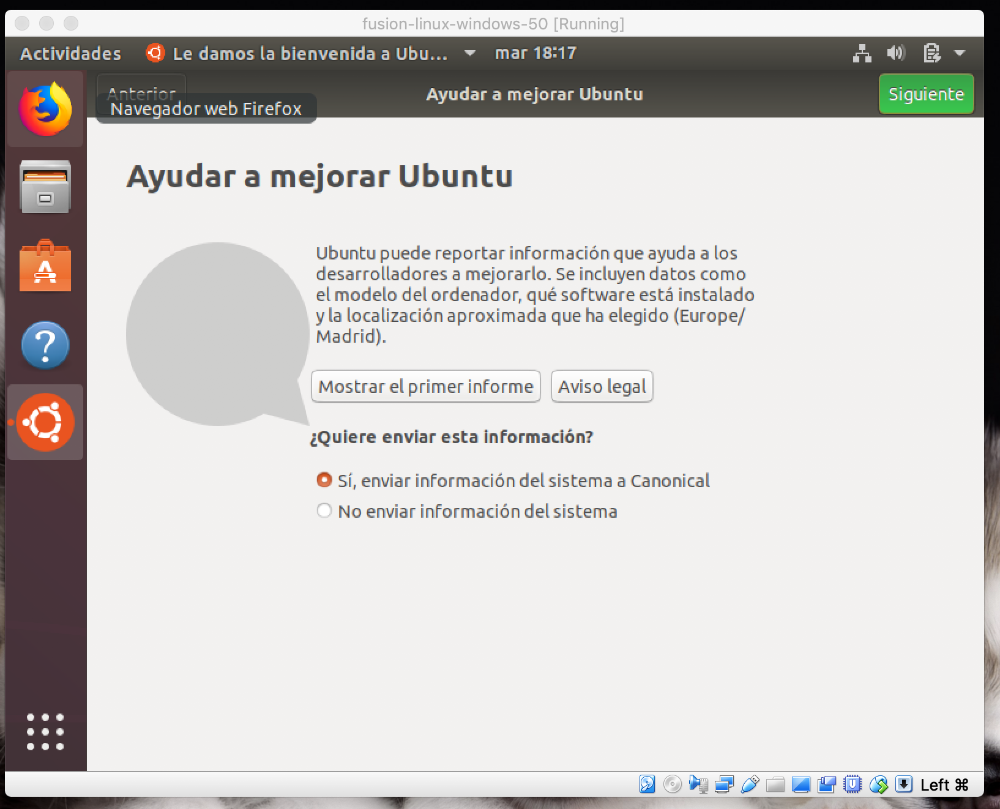 fusion-linux-windows-50 [Running]
Actividades
Le damos la bienvenida a Ubu...
mar 18:17
Anterior
Navegador web Firefox
Ayudar a mejorar Ubuntu
Siguiente
Ayudar a mejorar Ubuntu
Ubuntu puede reportar información que ayuda a los
desarrolladores a mejorarlo. Se incluyen datos como
el modelo del ordenador, qué software está instalado
y la localización aproximada que ha elegido (Europe/
Madrid).
Mostrar el primer informe
Aviso legal
¿Quiere enviar esta información?
Sí, enviar información del sistema a Canonical
No enviar información del sistema
Left ⌘